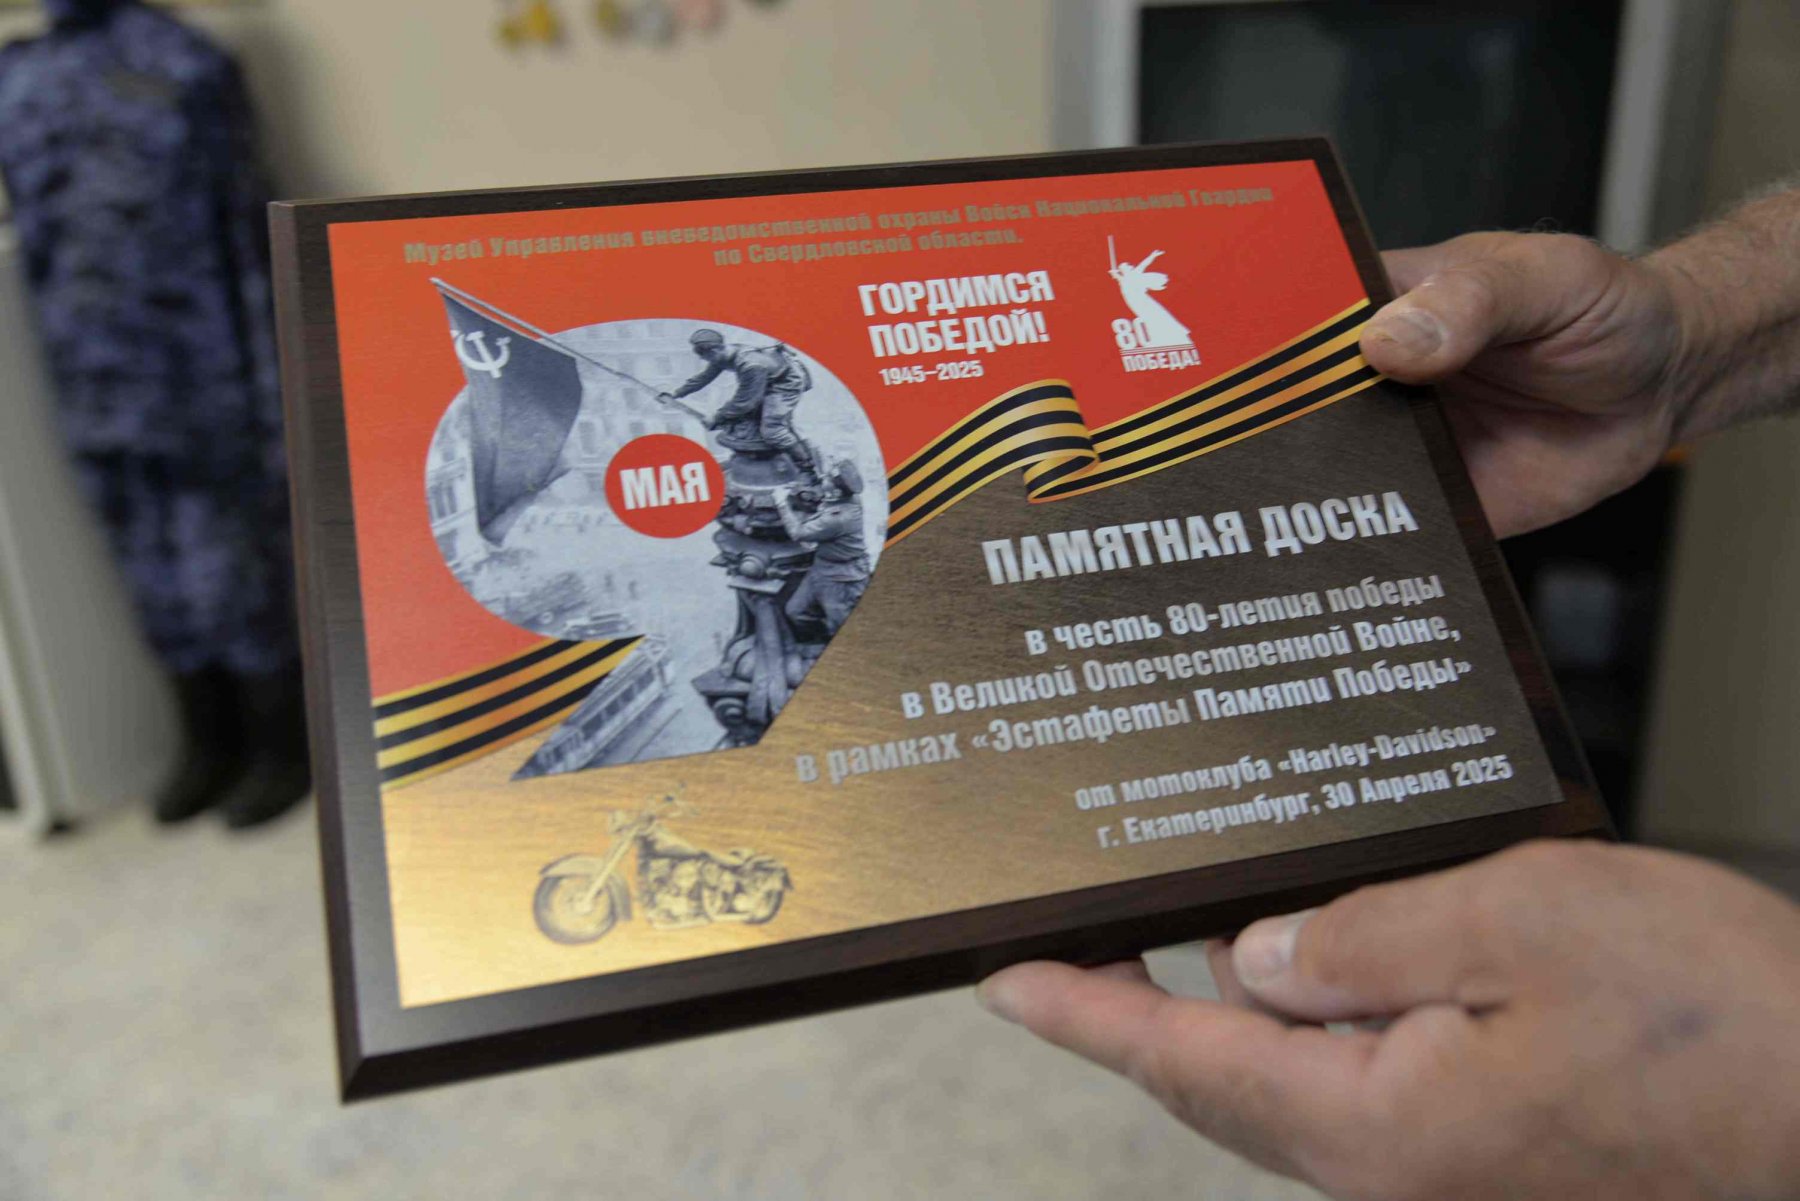 Музей Управления вневедомственной охраны Войск Национальной Гвардии
по Свердловской области.
ГОРДИМСЯ
ПОБЕДОЙ!
1945–2025
80
ПОБЕДА!
МАЯ
ПАМЯТНАЯ ДОСКА
в честь 80-летия победы
в Великой Отечественной Войне,
в рамках «Эстафеты Памяти Победы»
от мотоклуба «Harley-Davidson»
г. Екатеринбург, 30 Апреля 2025